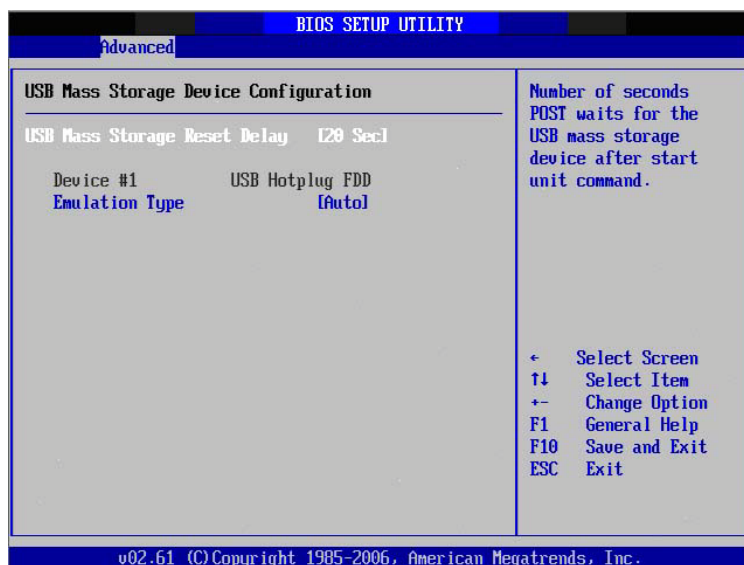 BIOS SETUP UTILITY
Advanced
USB Mass Storage Device Configuration
USB Mass Storage Reset Delay [20 Sec]
Device #1 USB Hotplug FDD
Emulation Type [Auto]
Number of seconds
POST waits for the
USB mass storage
device after start
unit command.
← Select Screen
↑↓ Select Item
+- Change Option
F1 General Help
F10 Save and Exit
ESC Exit
v02.61 (C)Copyright 1985-2006, American Megatrends, Inc.